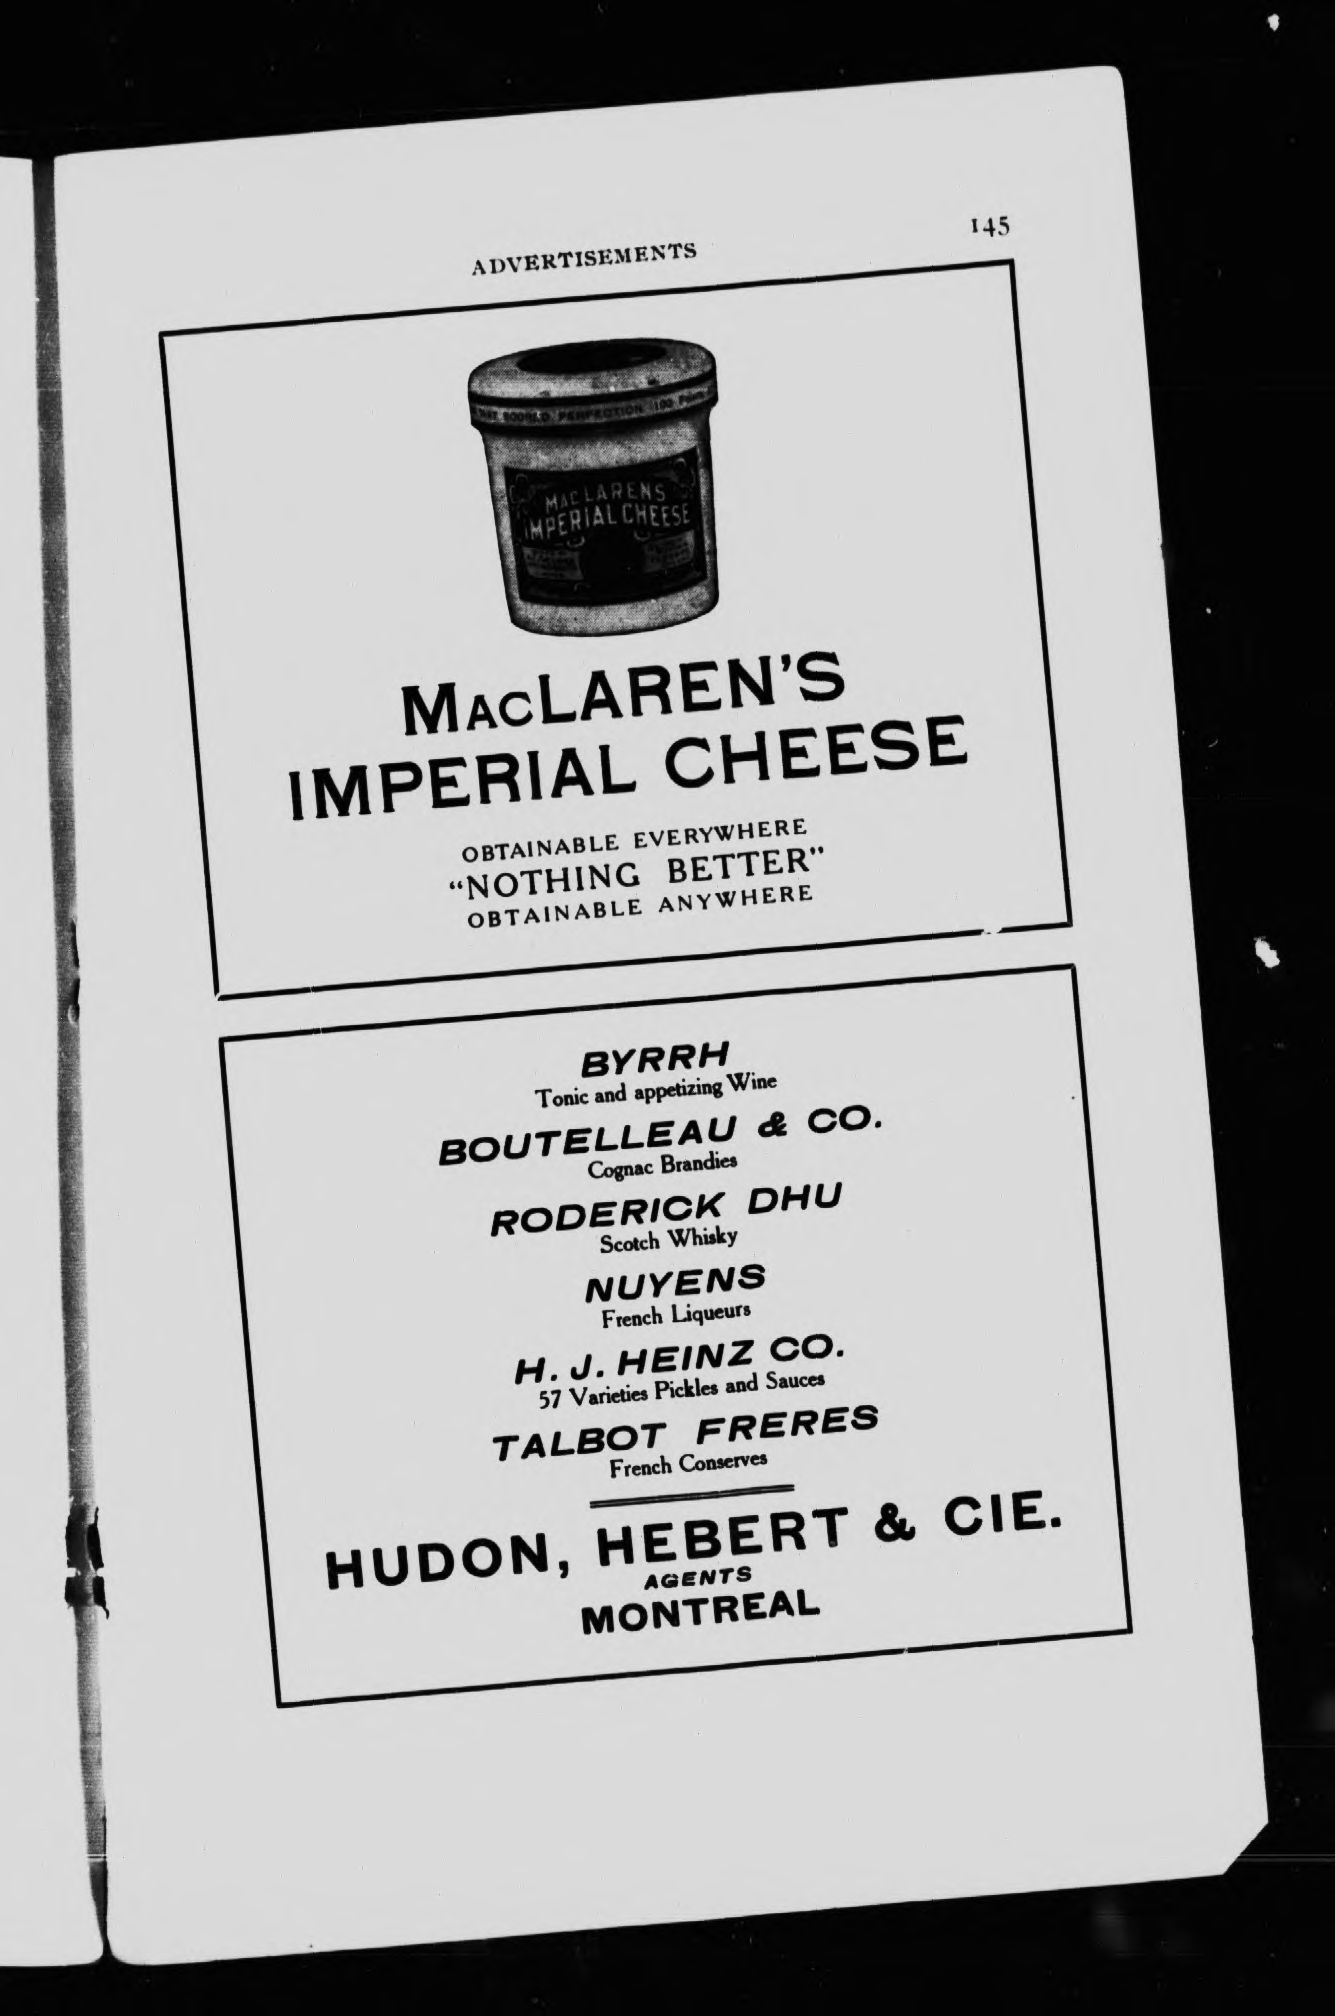 ADVERTISEMENTS 145
MACLARENS
IMPERIAL CHEESE
MACLAREN'S
IMPERIAL CHEESE
OBTAINABLE EVERYWHERE
“NOTHING BETTER”
OBTAINABLE ANYWHERE
BYRRH
Tonic and appetizing Wine
BOUTELLEAU & CO.
Cognac Brandies
RODERICK DHU
Scotch Whisky
NUYENS
French Liqueurs
H. J. HEINZ CO.
57 Varieties Pickles and Sauces
TALBOT FRERES
French Conserves
HUDON, HEBERT & CIE.
AGENTS
MONTREAL